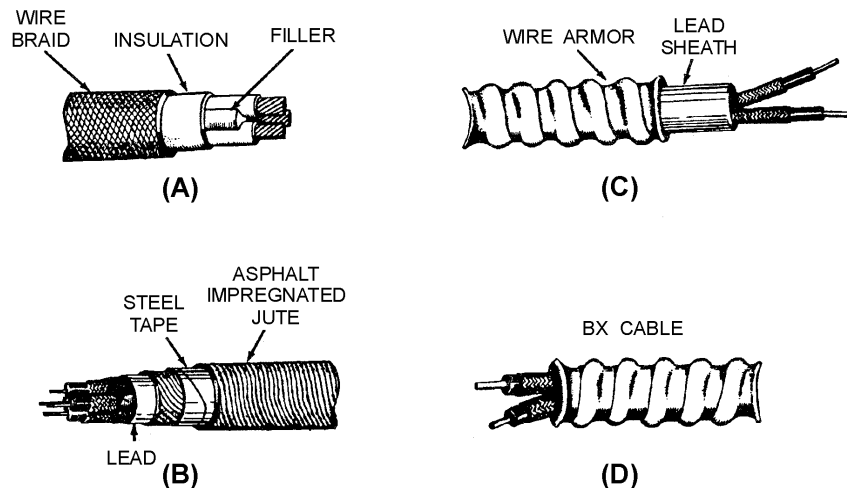 WIRE
BRAID
INSULATION
FILLER
(A)
WIRE ARMOR
LEAD
SHEATH
(C)
STEEL
TAPE
ASPHALT
IMPREGNATED
JUTE
LEAD
(B)
BX CABLE
(D)